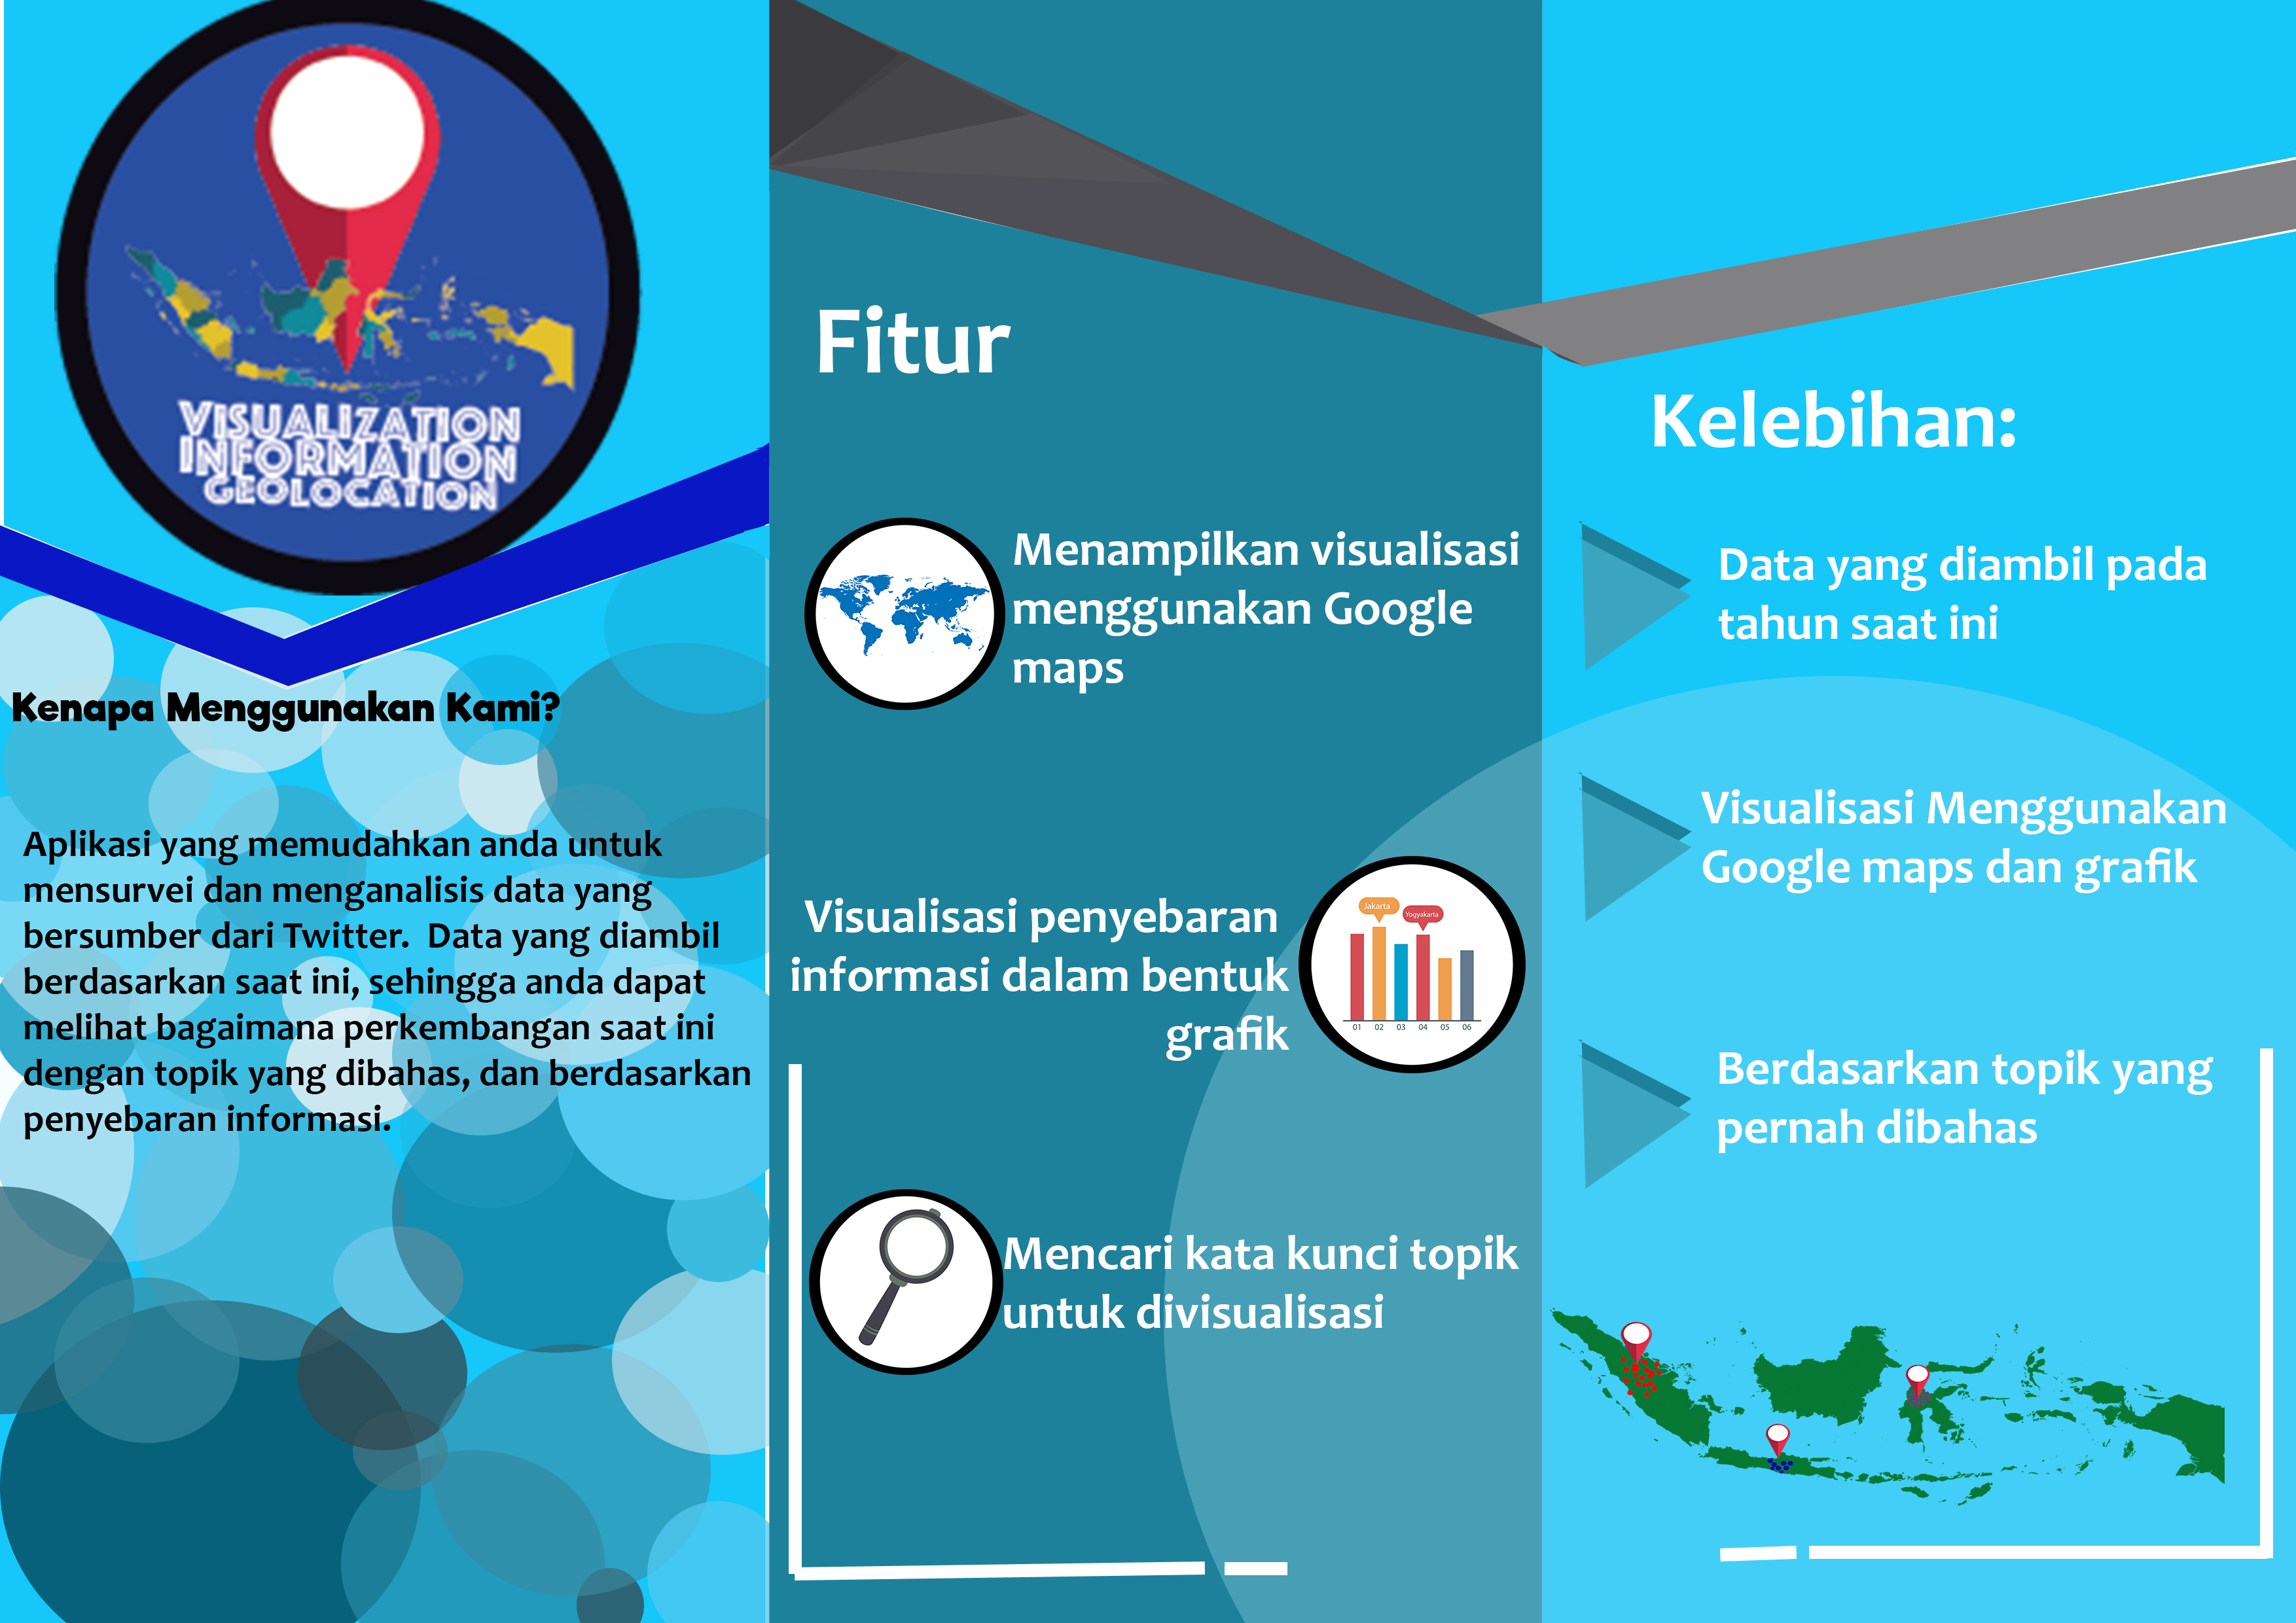 VISUALIZATION
INFORMATION
GEOLOCATION
Kenapa Menggunakan Kami?
Aplikasi yang memudahkan anda untuk
mensurvei dan menganalisis data yang
bersumber dari Twitter.  Data yang diambil
berdasarkan saat ini, sehingga anda dapat
melihat bagaimana perkembangan saat ini
dengan topik yang dibahas, dan berdasarkan
penyebaran informasi.
Fitur
Menampilkan visualisasi
menggunakan Google
maps
Visualisasi penyebaran
informasi dalam bentuk
grafik
Jakarta
Yogyakarta
01 02 03 04 05 06
Mencari kata kunci topik
untuk divisualisasi
Kelebihan:
Data yang diambil pada
tahun saat ini
Visualisasi Menggunakan
Google maps dan grafik
Berdasarkan topik yang
pernah dibahas